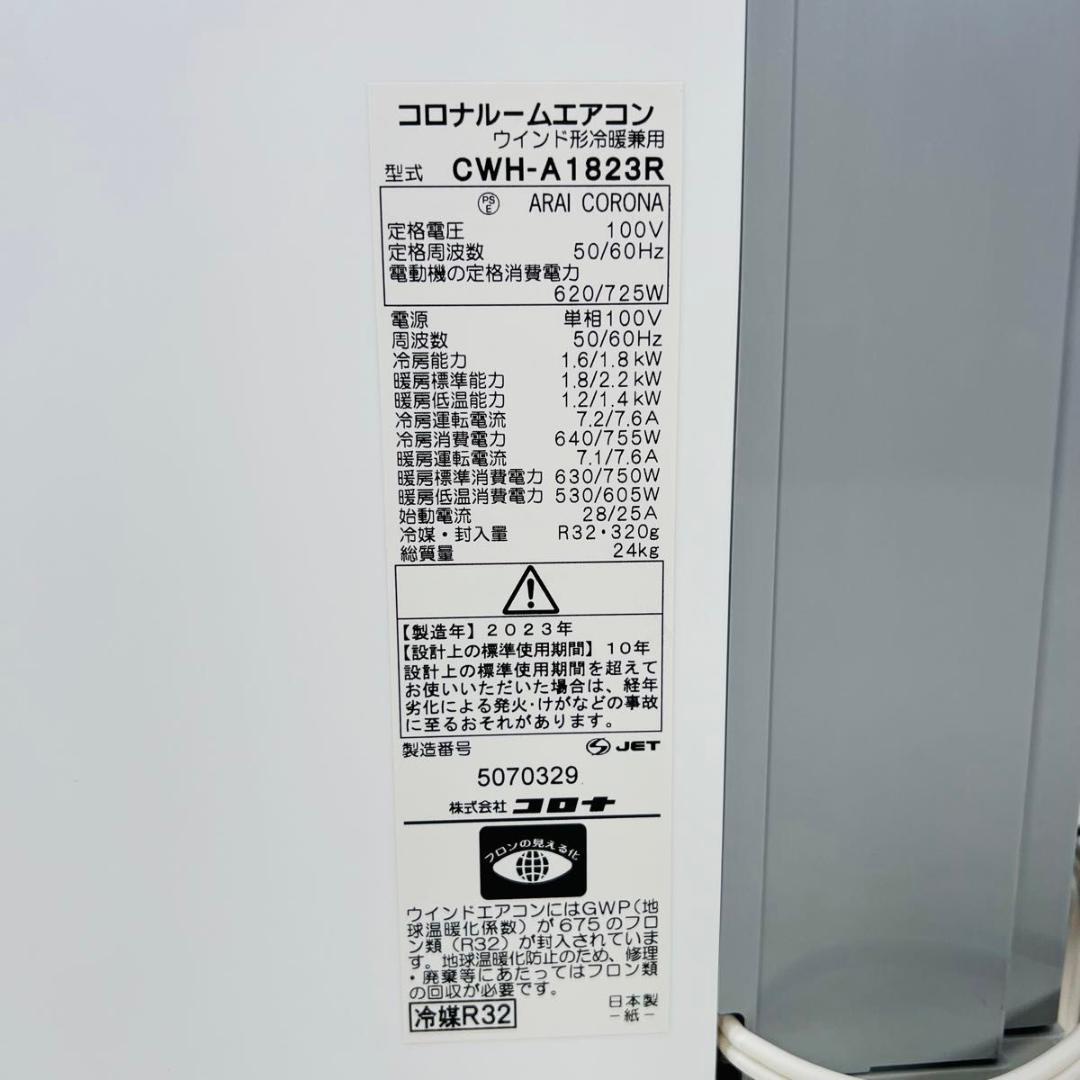 コロナルームエアコン
ウインド形冷暖兼用
型式 CWH-A1823R
PSE ARAI CORONA
定格電圧 100V
定格周波数 50/60Hz
電動機の定格消費電力
620/725W
電源 単相100V
周波数 50/60Hz
冷房能力 1.6/1.8kW
暖房標準能力 1.8/2.2kW
暖房低温能力 1.2/1.4kW
冷房運転電流 7.2/7.6A
冷房消費電力 640/755W
暖房運転電流 7.1/7.6A
暖房標準消費電力 630/750W
暖房低温消費電力 530/605W
始動電流 28/25A
冷媒・封入量 R32・320g
総質量 24kg
【製造年】2023年
【設計上の標準使用期間】10年
設計上の標準使用期間を超えて
お使いいただいた場合は、経年
劣化による発火・けがなどの事故
に至るおそれがあります。
製造番号 JET
5070329
株式会社 コロナ
フロンの見える化
ウインドエアコンにはGWP(地
球温暖化係数)が675のフロ
ン類(R32)が封入されていま
す。地球温暖化防止のため、修理
・廃棄等にあたってはフロン類
の回収が必要です。
冷媒R32 日本製
－紙－